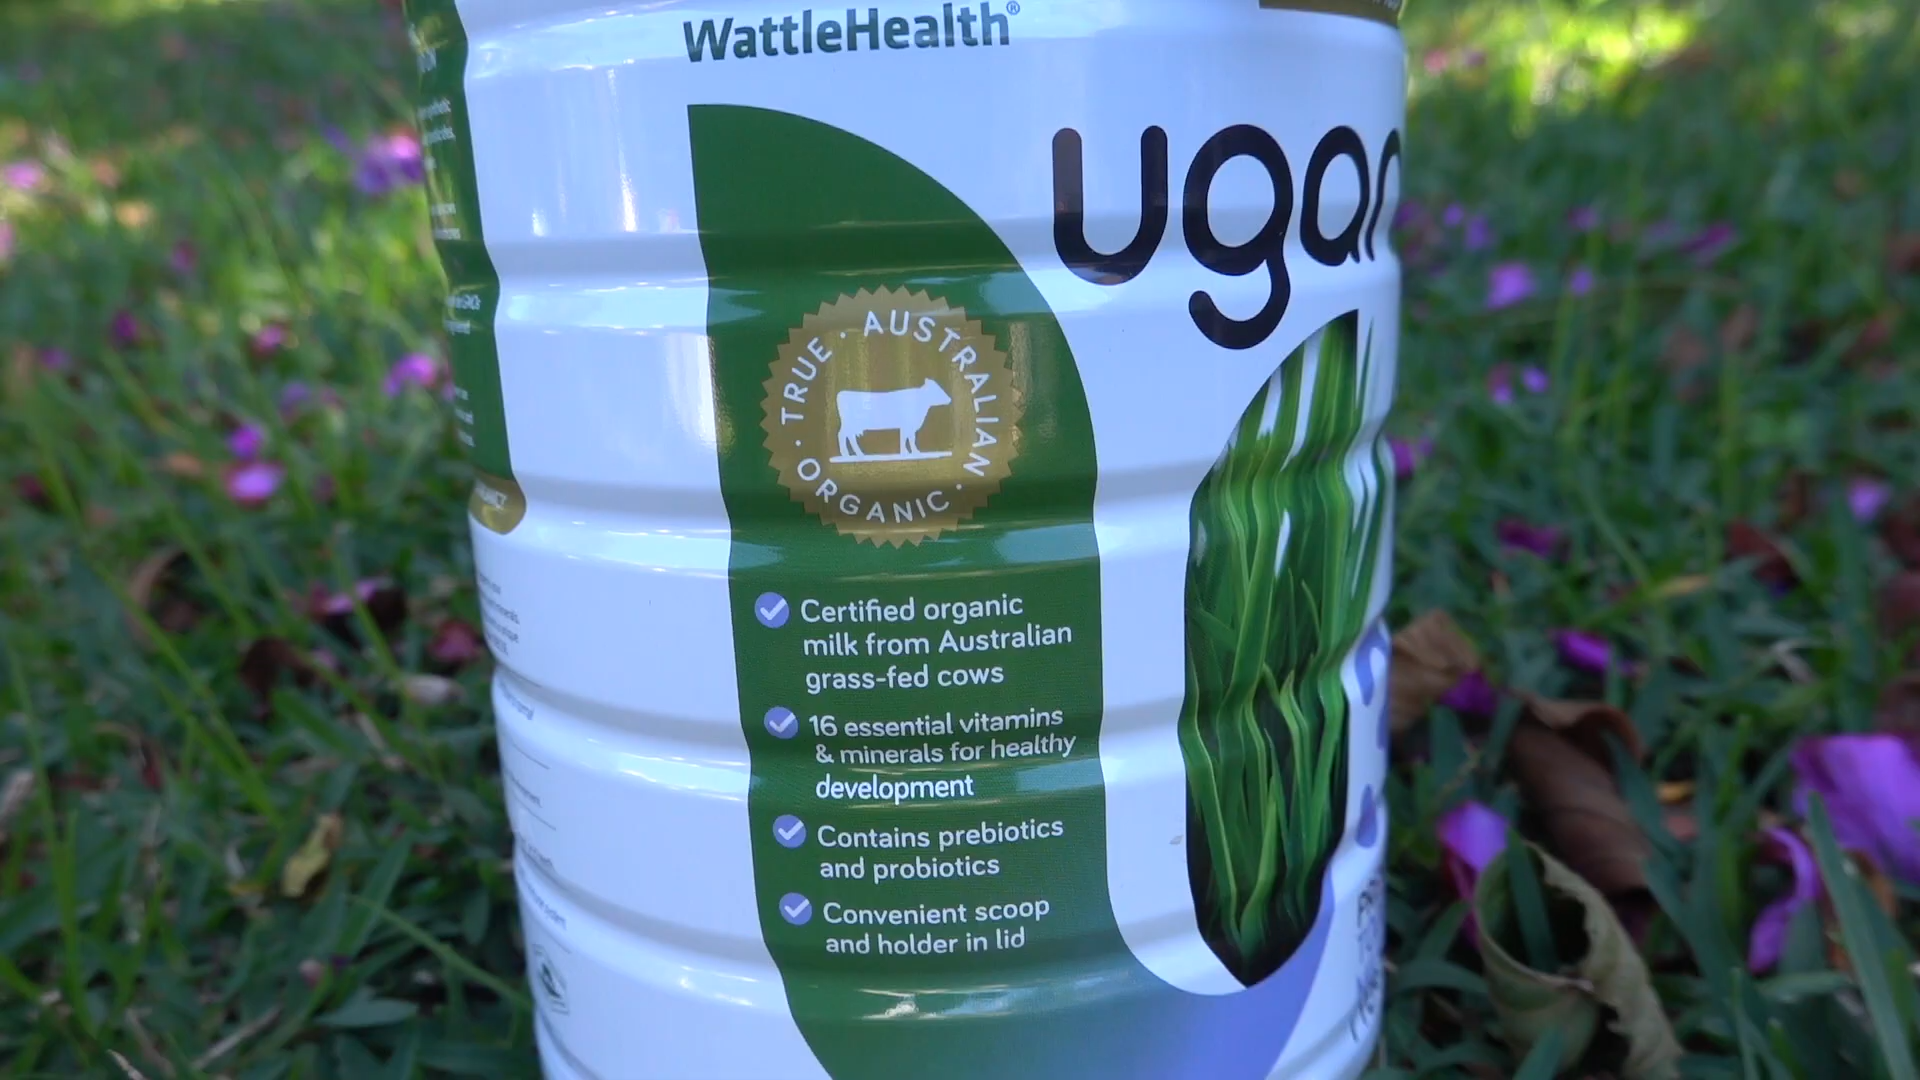 WattleHealth®
ugan
TRUE · AUSTRALIAN · ORGANIC ·
Certified organic
milk from Australian
grass-fed cows
16 essential vitamins
& minerals for healthy
development
Contains prebiotics
and probiotics
Convenient scoop
and holder in lid